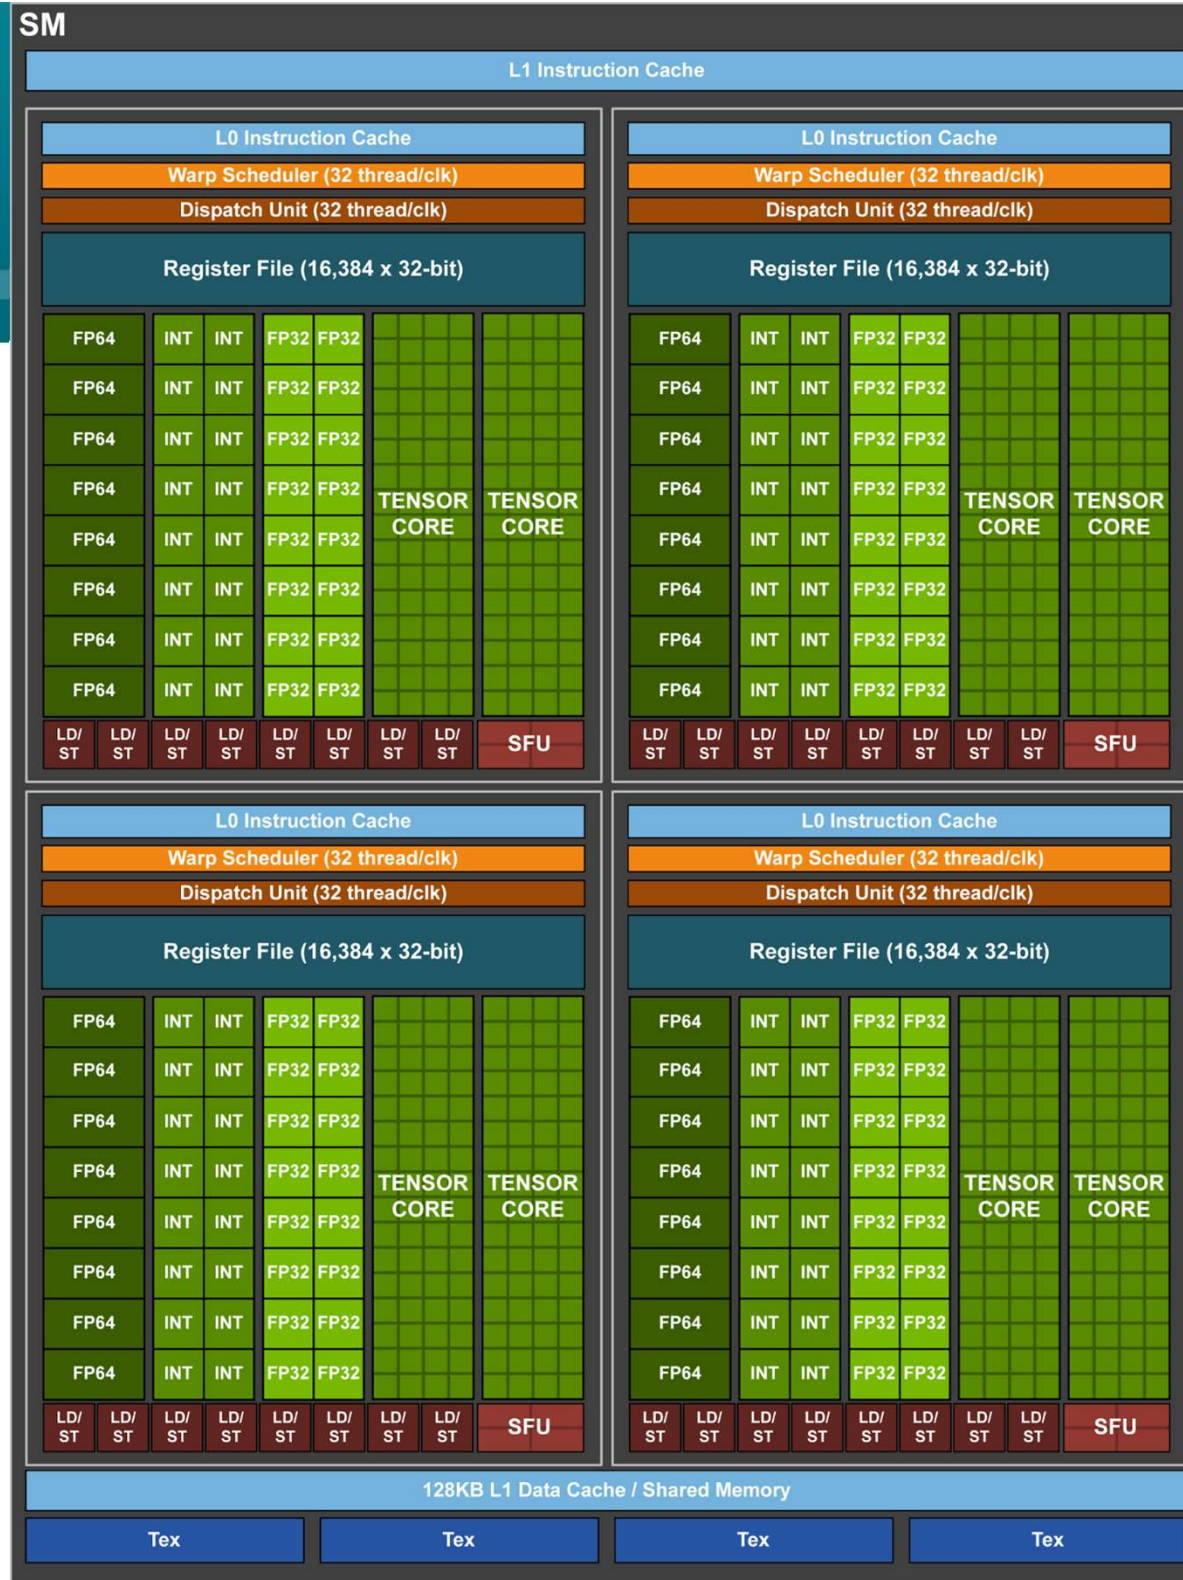 SM
L1 Instruction Cache
L0 Instruction Cache
Warp Scheduler (32 thread/clk)
Dispatch Unit (32 thread/clk)
Register File (16,384 x 32-bit)
FP64 INT INT FP32 FP32
FP64 INT INT FP32 FP32
FP64 INT INT FP32 FP32
FP64 INT INT FP32 FP32
FP64 INT INT FP32 FP32
FP64 INT INT FP32 FP32
FP64 INT INT FP32 FP32
FP64 INT INT FP32 FP32
TENSOR CORE
TENSOR CORE
LD/ST LD/ST LD/ST LD/ST LD/ST LD/ST LD/ST LD/ST SFU
L0 Instruction Cache
Warp Scheduler (32 thread/clk)
Dispatch Unit (32 thread/clk)
Register File (16,384 x 32-bit)
FP64 INT INT FP32 FP32
FP64 INT INT FP32 FP32
FP64 INT INT FP32 FP32
FP64 INT INT FP32 FP32
FP64 INT INT FP32 FP32
FP64 INT INT FP32 FP32
FP64 INT INT FP32 FP32
FP64 INT INT FP32 FP32
TENSOR CORE
TENSOR CORE
LD/ST LD/ST LD/ST LD/ST LD/ST LD/ST LD/ST LD/ST SFU
L0 Instruction Cache
Warp Scheduler (32 thread/clk)
Dispatch Unit (32 thread/clk)
Register File (16,384 x 32-bit)
FP64 INT INT FP32 FP32
FP64 INT INT FP32 FP32
FP64 INT INT FP32 FP32
FP64 INT INT FP32 FP32
FP64 INT INT FP32 FP32
FP64 INT INT FP32 FP32
FP64 INT INT FP32 FP32
FP64 INT INT FP32 FP32
TENSOR CORE
TENSOR CORE
LD/ST LD/ST LD/ST LD/ST LD/ST LD/ST LD/ST LD/ST SFU
L0 Instruction Cache
Warp Scheduler (32 thread/clk)
Dispatch Unit (32 thread/clk)
Register File (16,384 x 32-bit)
FP64 INT INT FP32 FP32
FP64 INT INT FP32 FP32
FP64 INT INT FP32 FP32
FP64 INT INT FP32 FP32
FP64 INT INT FP32 FP32
FP64 INT INT FP32 FP32
FP64 INT INT FP32 FP32
FP64 INT INT FP32 FP32
TENSOR CORE
TENSOR CORE
LD/ST LD/ST LD/ST LD/ST LD/ST LD/ST LD/ST LD/ST SFU
128KB L1 Data Cache / Shared Memory
Tex Tex Tex Tex